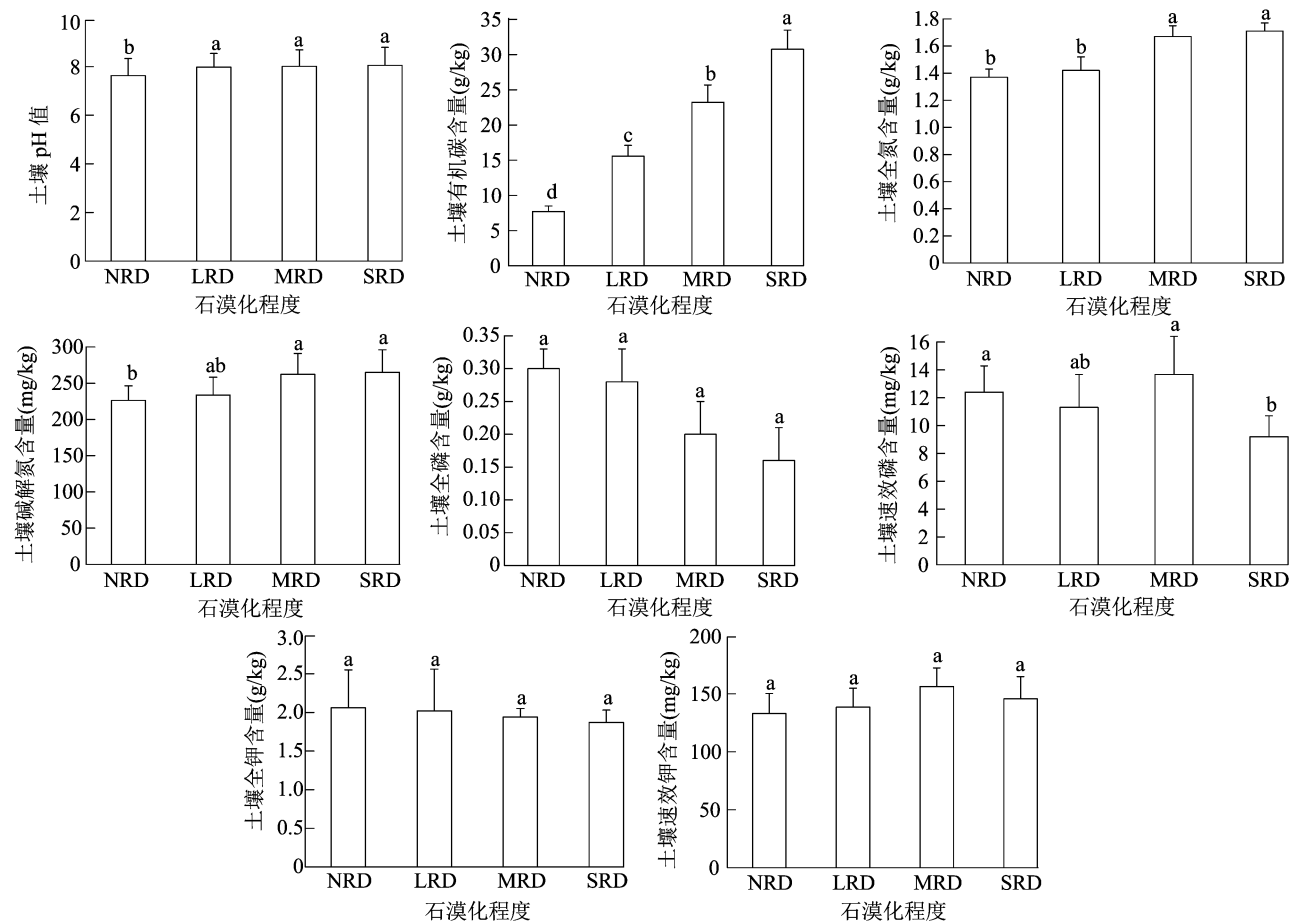 土壤 pH 值
10
8
6
4
2
0
b
a
a
a
NRD
LRD
MRD
SRD
石漠化程度
土壤有机碳含量(g/kg)
35
30
25
20
15
10
5
0
d
c
b
a
NRD
LRD
MRD
SRD
石漠化程度
土壤全氮含量(g/kg)
1.8
1.6
1.4
1.2
1.0
0.8
0.6
0.4
0.2
0
b
b
a
a
NRD
LRD
MRD
SRD
石漠化程度
土壤碱解氮含量(mg/kg)
300
250
200
150
100
50
0
b
ab
a
a
NRD
LRD
MRD
SRD
石漠化程度
土壤全磷含量(g/kg)
0.35
0.30
0.25
0.20
0.15
0.10
0.05
0
a
a
a
a
NRD
LRD
MRD
SRD
石漠化程度
土壤速效磷含量(mg/kg)
16
14
12
10
8
6
4
2
0
a
ab
a
b
NRD
LRD
MRD
SRD
石漠化程度
土壤全钾含量(g/kg)
3.0
2.5
2.0
1.5
1.0
0.5
0
a
a
a
a
NRD
LRD
MRD
SRD
石漠化程度
土壤速效钾含量(mg/kg)
200
150
100
50
0
a
a
a
a
NRD
LRD
MRD
SRD
石漠化程度